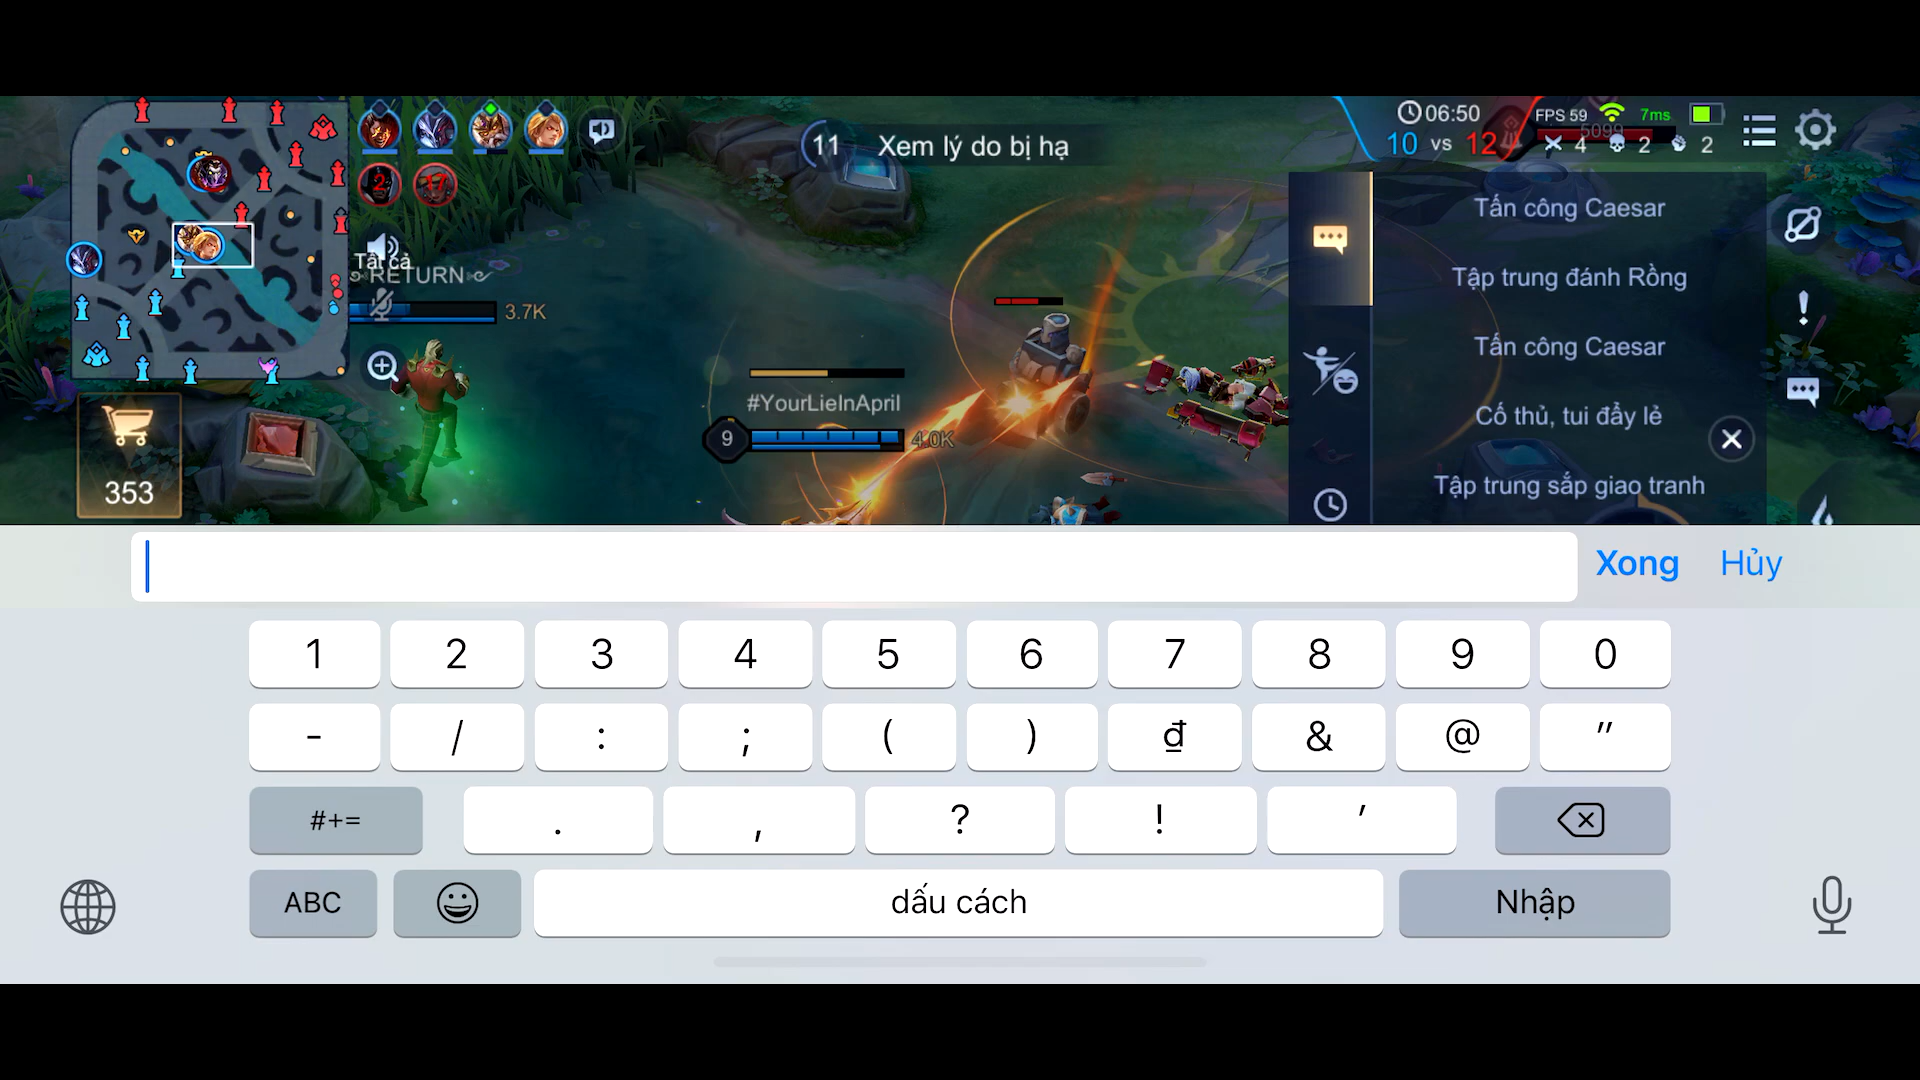 11 Xem lý do bị hạ
06:50 FPS 59 7ms
5099
10 vs 12 4 2 2
2 17
Tất cả
RETURN
3.7K
353
#YourLieInApril
9 4.0K
Tấn công Caesar
Tập trung đánh Rồng
Tấn công Caesar
Cố thủ, tui đẩy lẻ
Tập trung sắp giao tranh
Xong Hủy
1 2 3 4 5 6 7 8 9 0
- / : ; ( ) ₫ & @ "
#+= . , ? ! '
ABC dấu cách Nhập